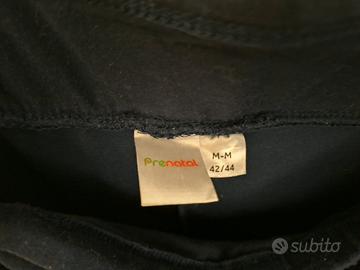 Prenatal
M-M
42/44
subito